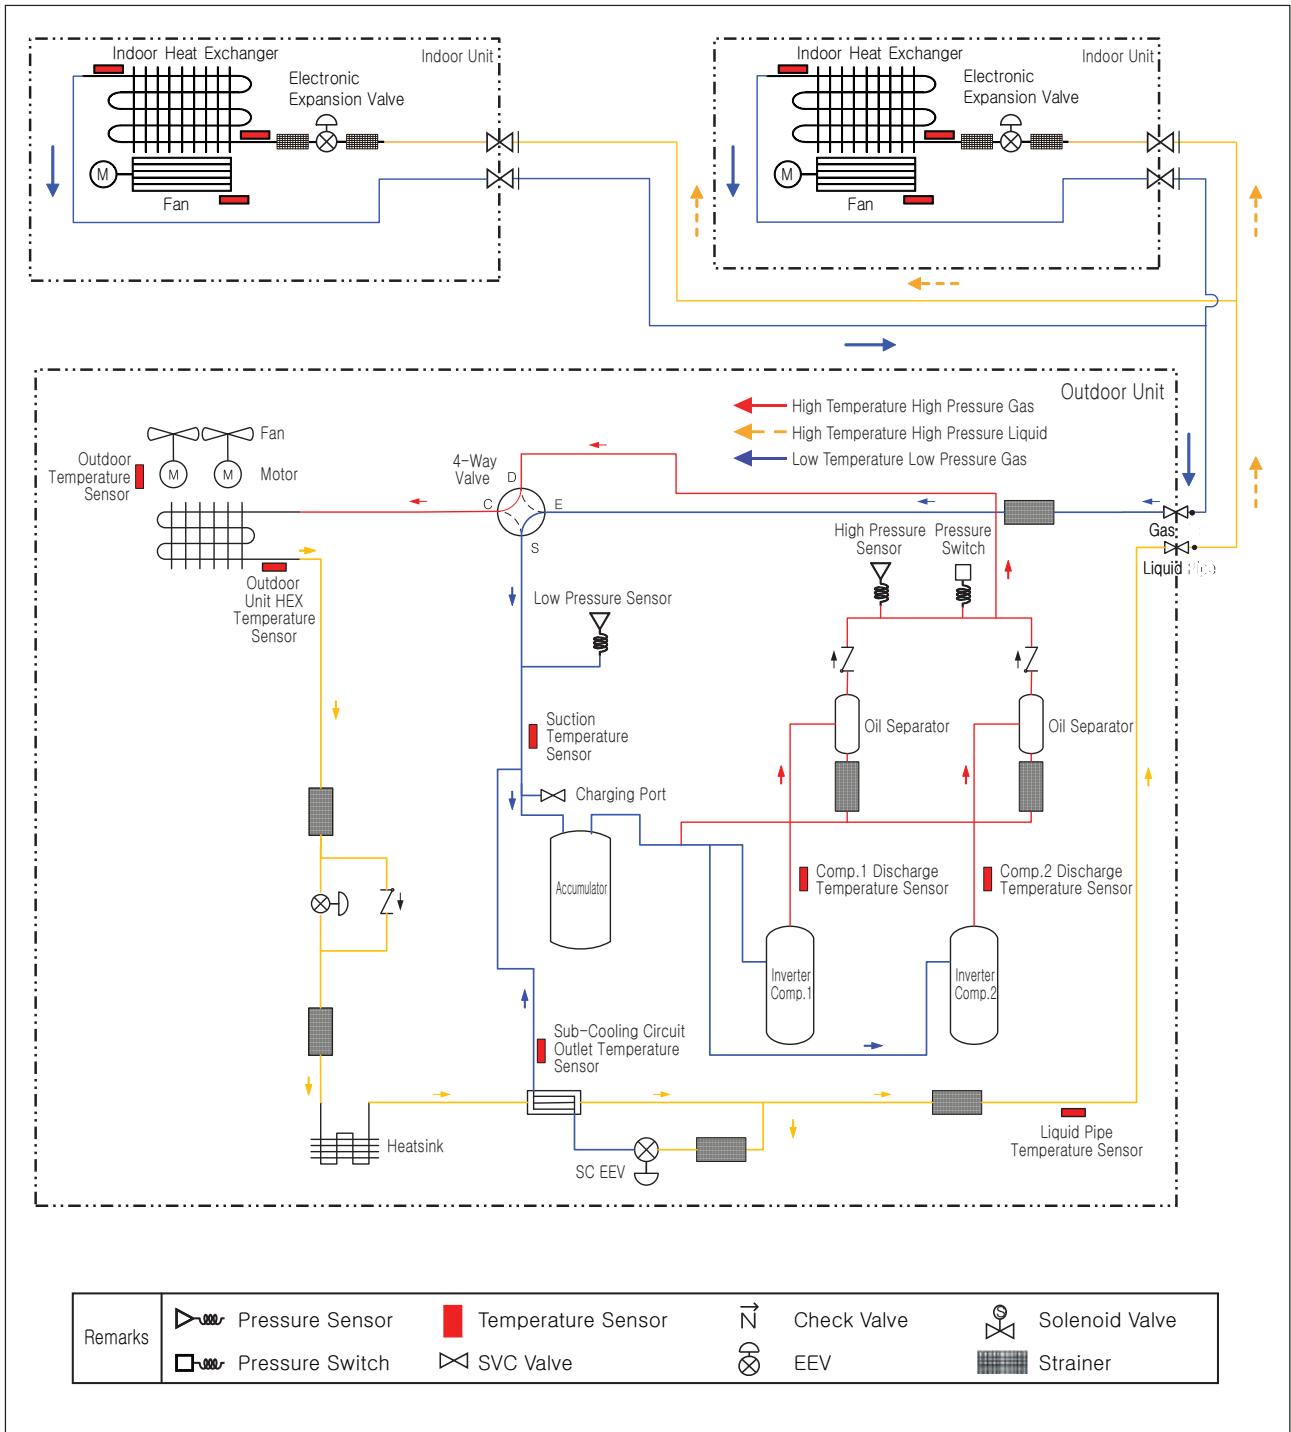 Indoor Heat Exchanger
Indoor Unit
Electronic
Expansion Valve
M
Fan
Indoor Heat Exchanger
Indoor Unit
Electronic
Expansion Valve
M
Fan
Outdoor Unit
High Temperature High Pressure Gas
High Temperature High Pressure Liquid
Low Temperature Low Pressure Gas
Fan
M
M
Motor
Outdoor
Temperature
Sensor
4-Way
Valve
D
C
E
S
High Pressure
Sensor
Pressure
Switch
Gas
Liquid Pipe
Outdoor
Unit HEX
Temperature
Sensor
Low Pressure Sensor
Suction
Temperature
Sensor
Oil Separator
Oil Separator
Charging Port
Accumulator
Comp.1 Discharge
Temperature Sensor
Comp.2 Discharge
Temperature Sensor
Inverter
Comp.1
Inverter
Comp.2
Sub-Cooling Circuit
Outlet Temperature
Sensor
Heatsink
SC EEV
Liquid Pipe
Temperature Sensor
Remarks
Pressure Sensor
Temperature Sensor
Check Valve
S
Solenoid Valve
Pressure Switch
SVC Valve
EEV
Strainer